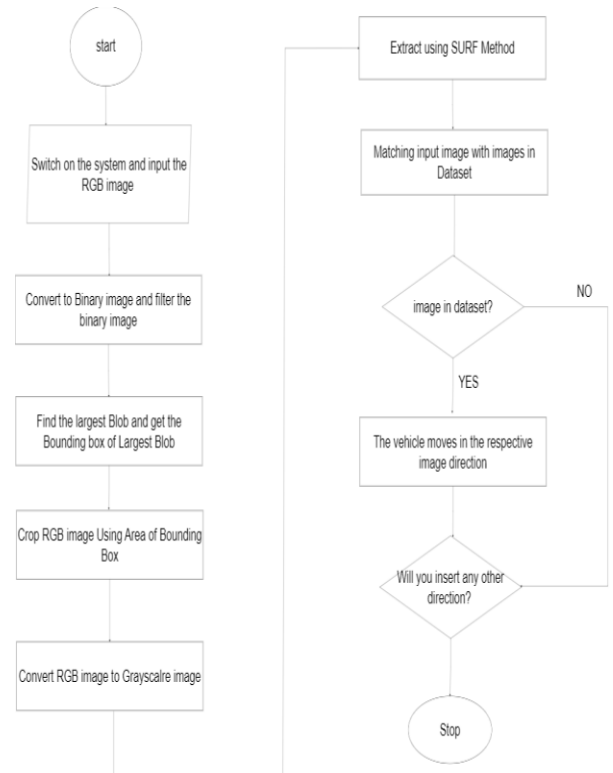 start
Switch on the system and input the
RGB image
Convert to Binary image and filter the
binary image
Find the largest Blob and get the
Bounding box of Largest Blob
Crop RGB image Using Area of Bounding
Box
Convert RGB image to Grayscalre image
Extract using SURF Method
Matching input image with images in
Dataset
image in dataset?
NO
YES
The vehicle moves in the respective
image direction
Will you insert any other
direction?
Stop